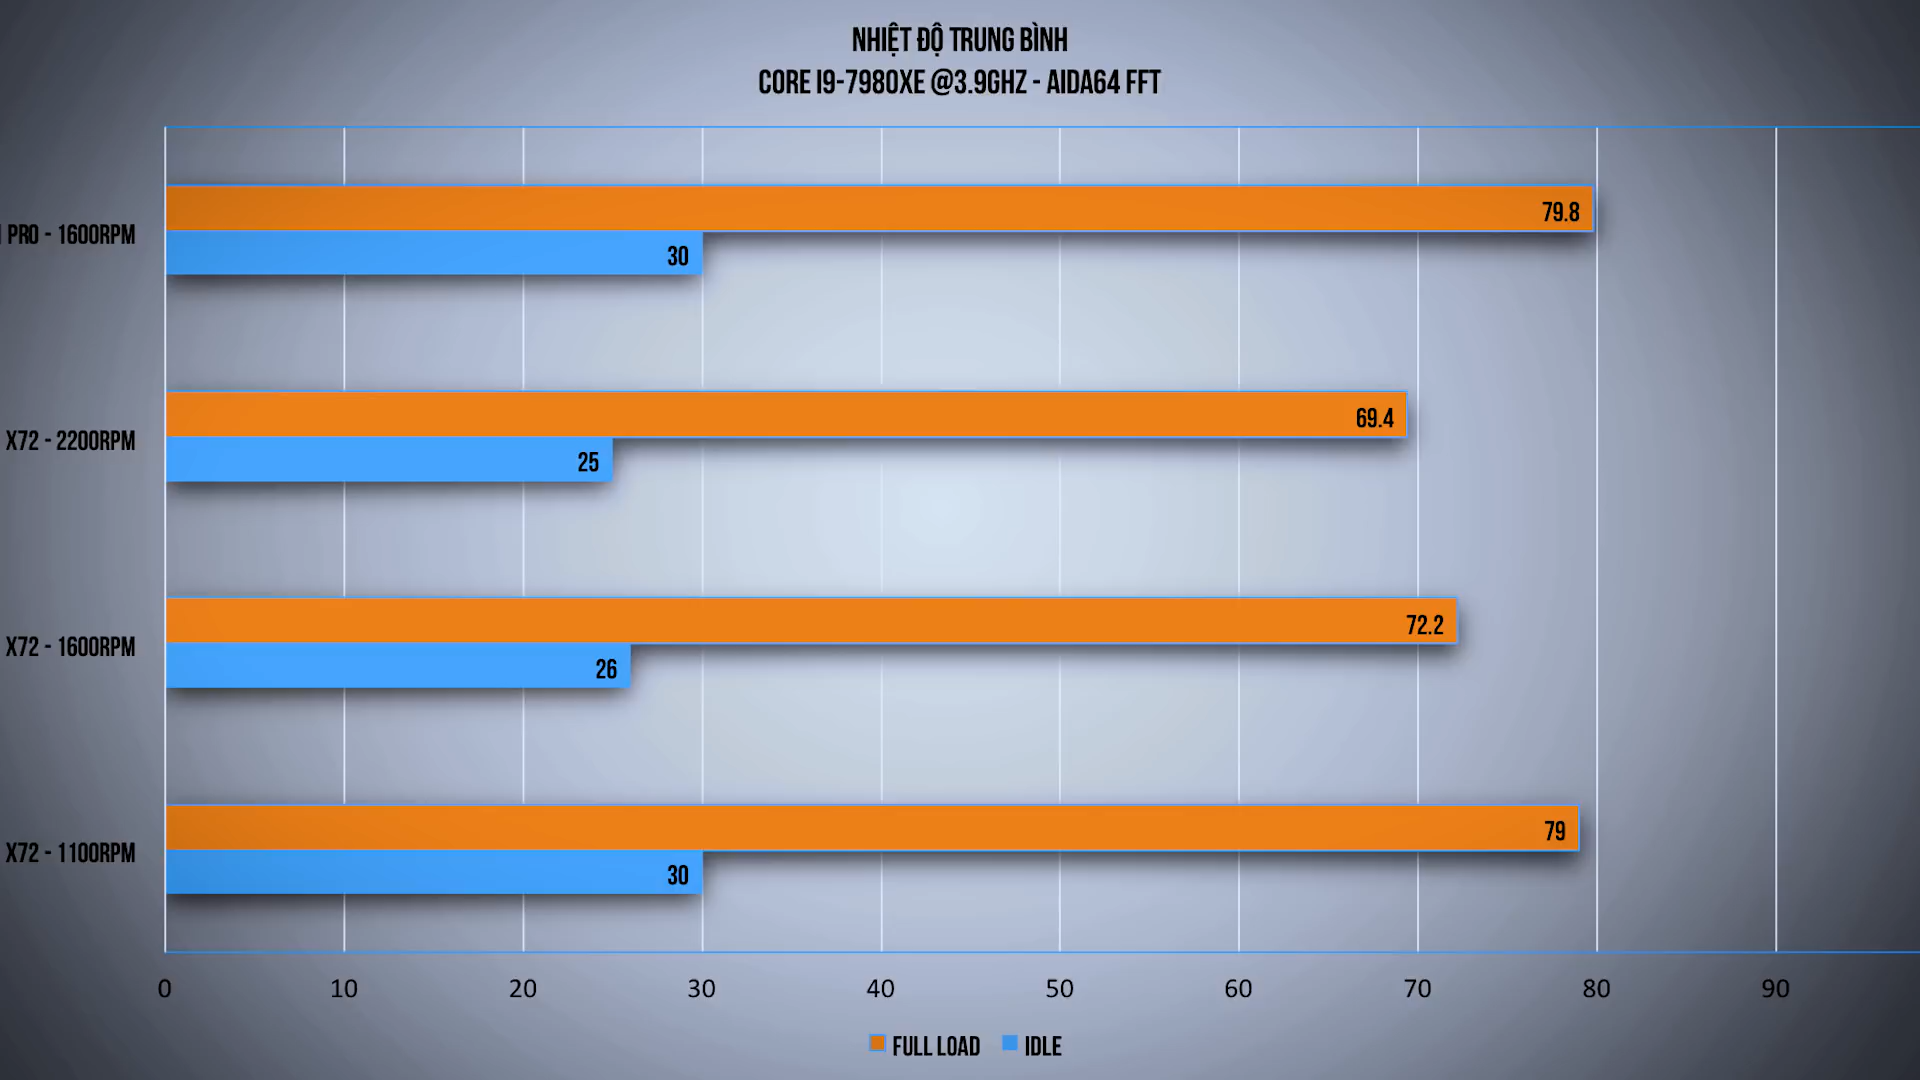 NHIỆT ĐỘ TRUNG BÌNH
CORE I9-7980XE @3.9GHZ - AIDA64 FFT
PRO - 1600RPM
79.8
30
X72 - 2200RPM
69.4
25
X72 - 1600RPM
72.2
26
X72 - 1100RPM
79
30
0 10 20 30 40 50 60 70 80 90
FULL LOAD IDLE